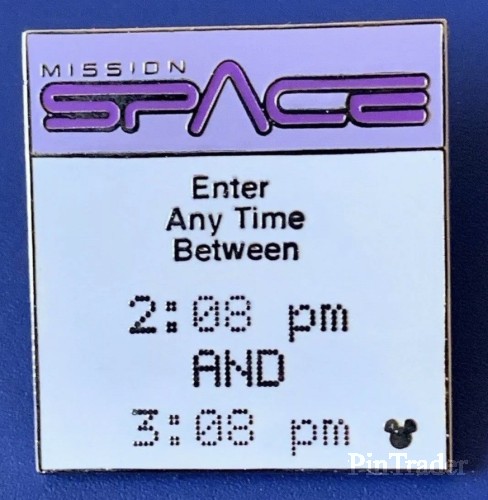 MISSION
SPACE
Enter
Any Time
Between
2:08 pm
AND
3:08 pm
PinTrader